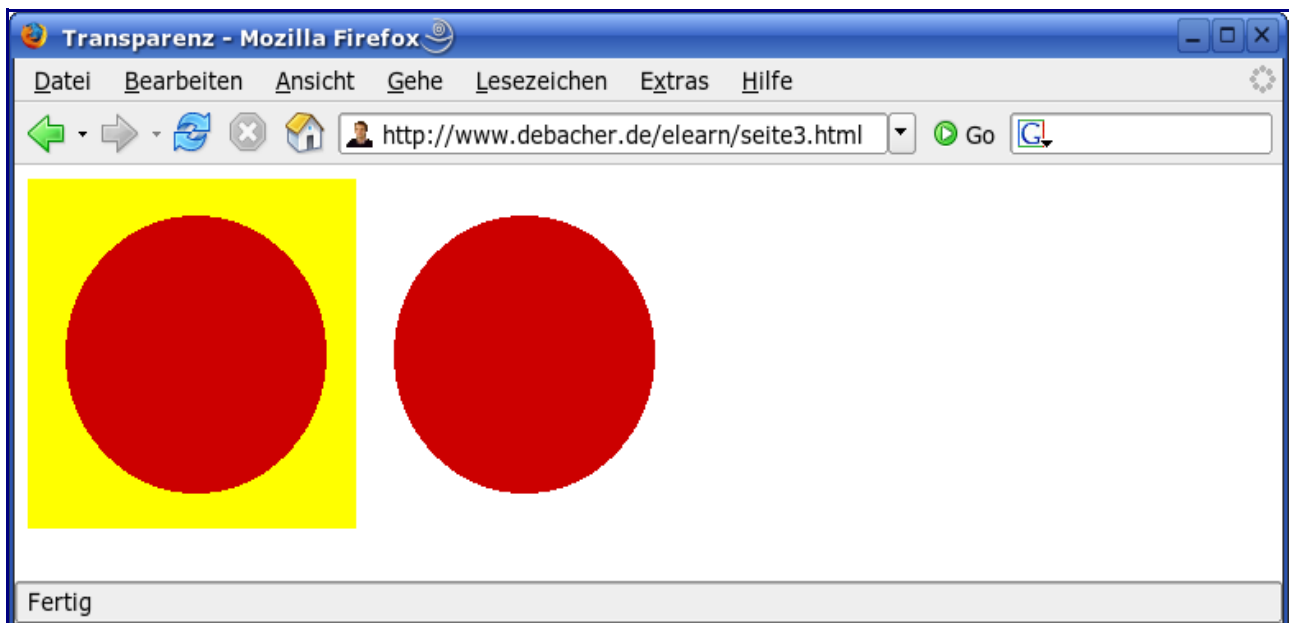 Transparenz - Mozilla Firefox
Datei Bearbeiten Ansicht Gehe Lesezeichen Extras Hilfe
http://www.debacher.de/elearn/seite3.html Go G
Fertig